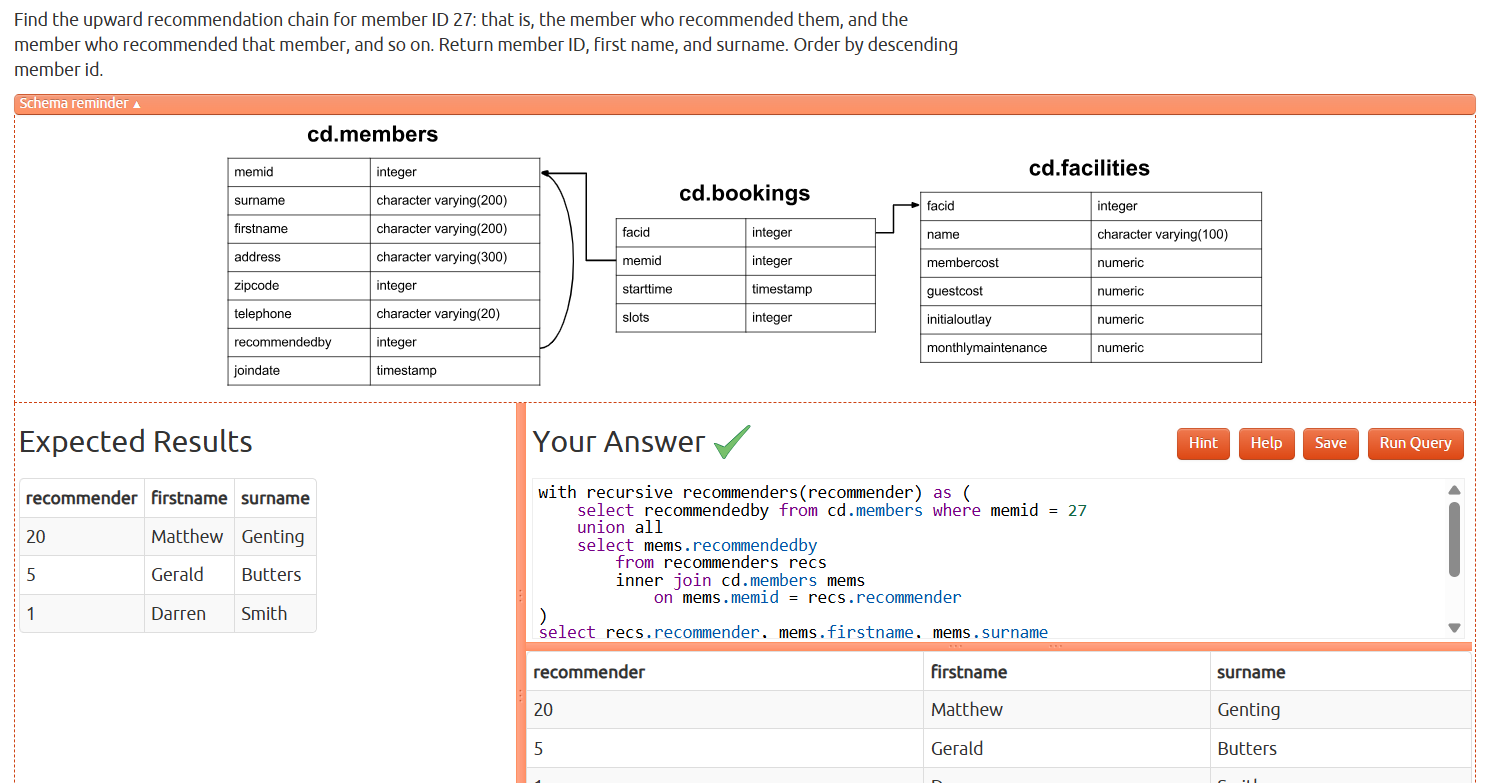 Find the upward recommendation chain for member ID 27: that is, the member who recommended them, and the
member who recommended that member, and so on. Return member ID, first name, and surname. Order by descending
member id.
Schema reminder ▲
cd.members
memid integer
surname character varying(200)
firstname character varying(200)
address character varying(300)
zipcode integer
telephone character varying(20)
recommendedby integer
joindate timestamp
cd.bookings
facid integer
memid integer
starttime timestamp
slots integer
cd.facilities
facid integer
name character varying(100)
membercost numeric
guestcost numeric
initialoutlay numeric
monthlymaintenance numeric
Expected Results
recommender firstname surname
20 Matthew Genting
5 Gerald Butters
1 Darren Smith
Your Answer
Hint Help Save Run Query
with recursive recommenders(recommender) as (
    select recommendedby from cd.members where memid = 27
    union all
    select mems.recommendedby
        from recommenders recs
        inner join cd.members mems
            on mems.memid = recs.recommender
)
select recs.recommender, mems.firstname, mems.surname
recommender firstname surname
20 Matthew Genting
5 Gerald Butters